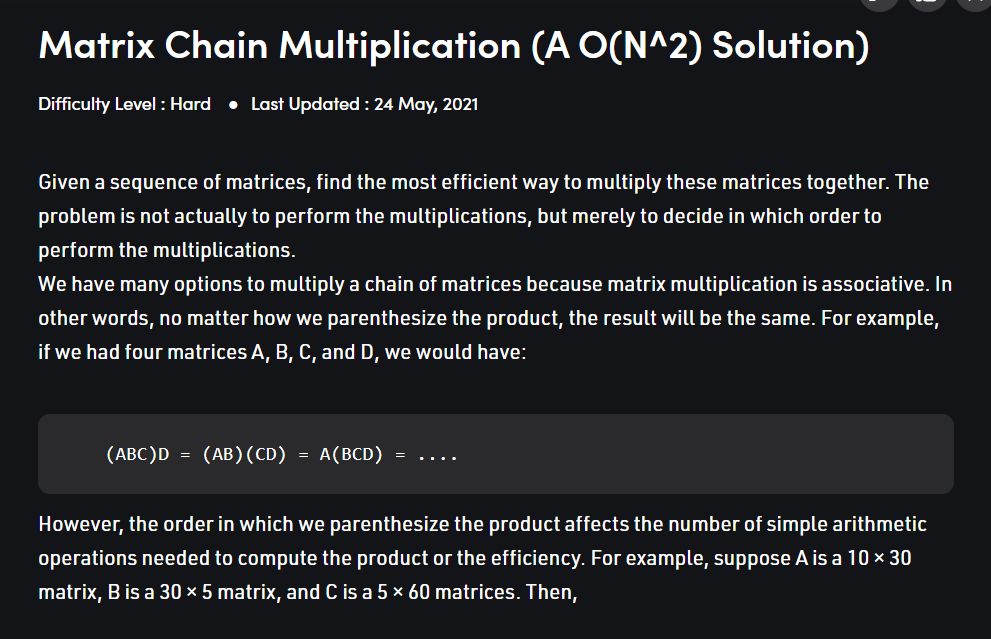 Matrix Chain Multiplication (A O(N^2) Solution)
Difficulty Level : Hard ● Last Updated : 24 May, 2021
Given a sequence of matrices, find the most efficient way to multiply these matrices together. The
problem is not actually to perform the multiplications, but merely to decide in which order to
perform the multiplications.
We have many options to multiply a chain of matrices because matrix multiplication is associative. In
other words, no matter how we parenthesize the product, the result will be the same. For example,
if we had four matrices A, B, C, and D, we would have:
(ABC)D = (AB)(CD) = A(BCD) = ....
However, the order in which we parenthesize the product affects the number of simple arithmetic
operations needed to compute the product or the efficiency. For example, suppose A is a 10 × 30
matrix, B is a 30 × 5 matrix, and C is a 5 × 60 matrices. Then,